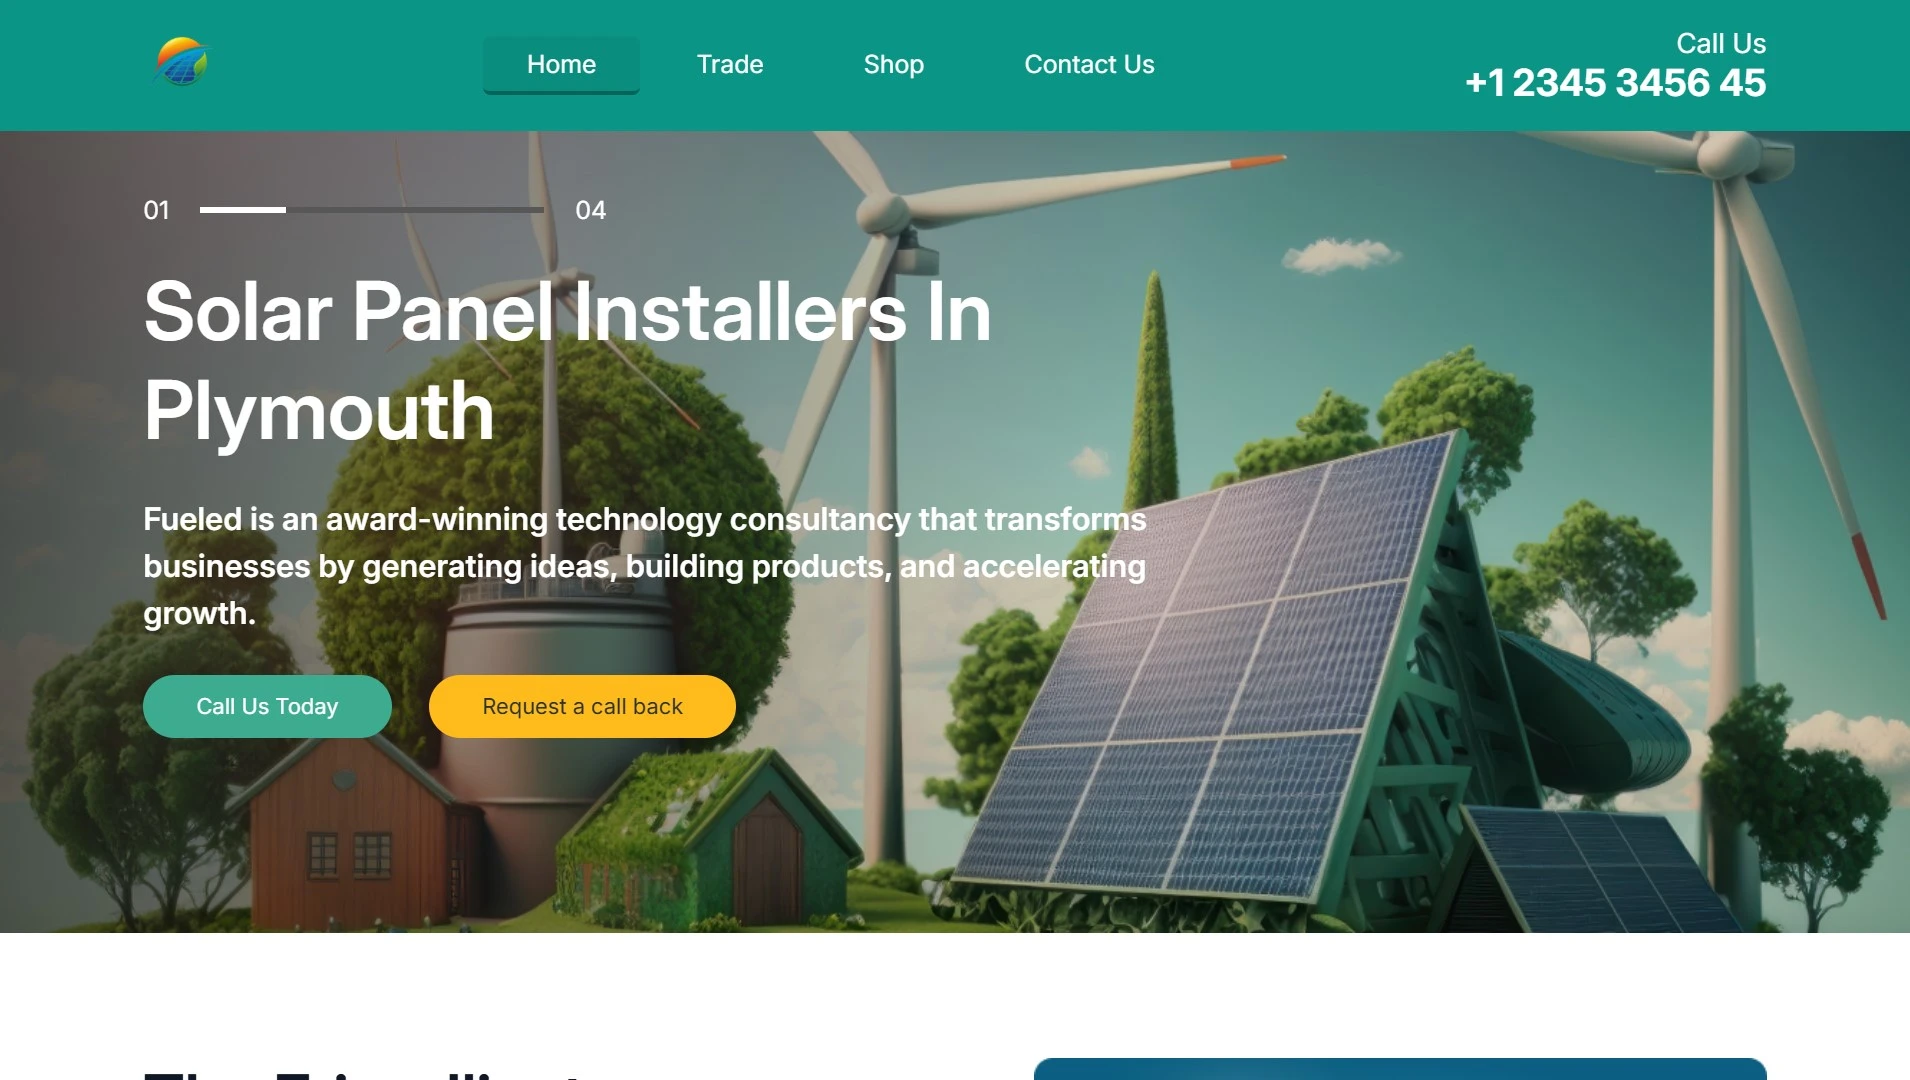 Home
Trade
Shop
Contact Us
Call Us
+1 2345 3456 45
01
04
Solar Panel Installers In
Plymouth
Fueled is an award-winning technology consultancy that transforms
businesses by generating ideas, building products, and accelerating
growth.
Call Us Today
Request a call back